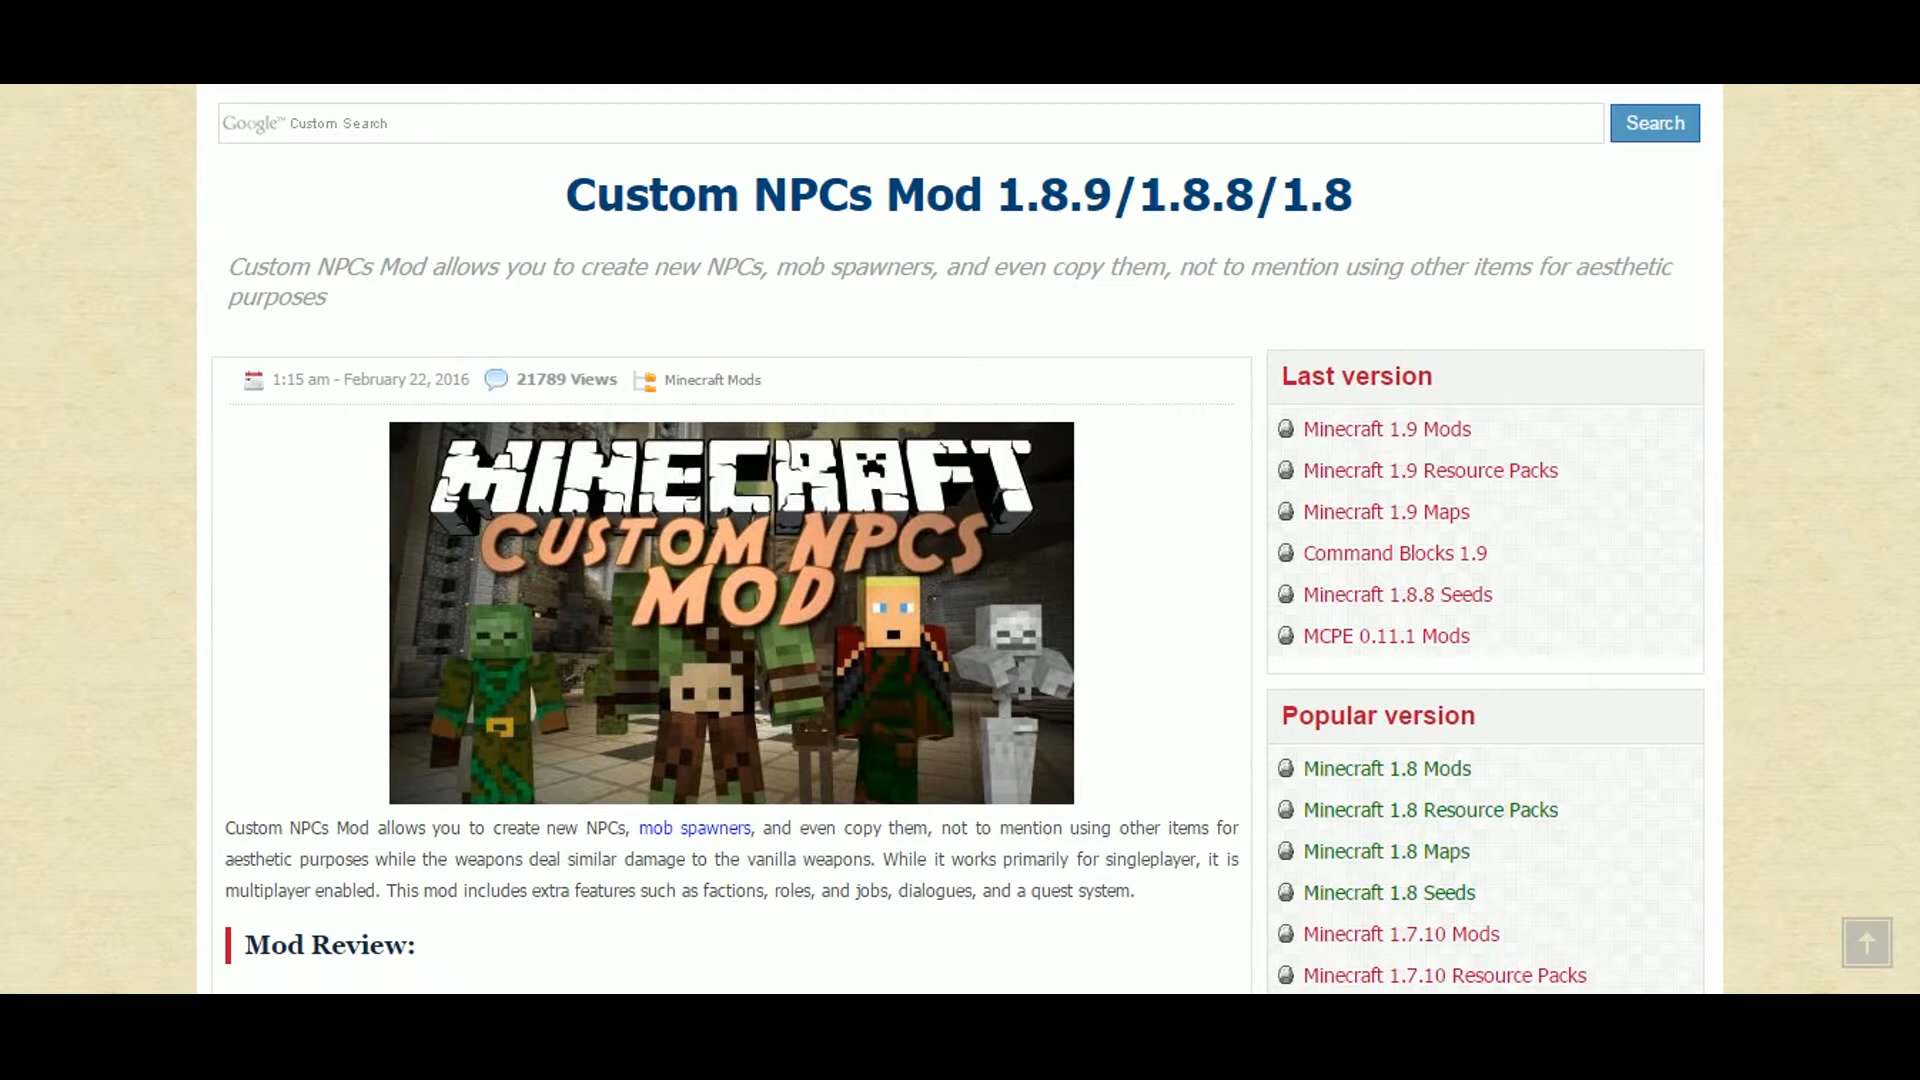 Google™ Custom Search
Search
Custom NPCs Mod 1.8.9/1.8.8/1.8
Custom NPCs Mod allows you to create new NPCs, mob spawners, and even copy them, not to mention using other items for aesthetic
purposes
1:15 am - February 22, 2016 21789 Views Minecraft Mods
MINECRAFT
CUSTOM NPCS
MOD
Custom NPCs Mod allows you to create new NPCs, mob spawners, and even copy them, not to mention using other items for
aesthetic purposes while the weapons deal similar damage to the vanilla weapons. While it works primarily for singleplayer, it is
multiplayer enabled. This mod includes extra features such as factions, roles, and jobs, dialogues, and a quest system.
Mod Review:
Last version
Minecraft 1.9 Mods
Minecraft 1.9 Resource Packs
Minecraft 1.9 Maps
Command Blocks 1.9
Minecraft 1.8.8 Seeds
MCPE 0.11.1 Mods
Popular version
Minecraft 1.8 Mods
Minecraft 1.8 Resource Packs
Minecraft 1.8 Maps
Minecraft 1.8 Seeds
Minecraft 1.7.10 Mods
Minecraft 1.7.10 Resource Packs